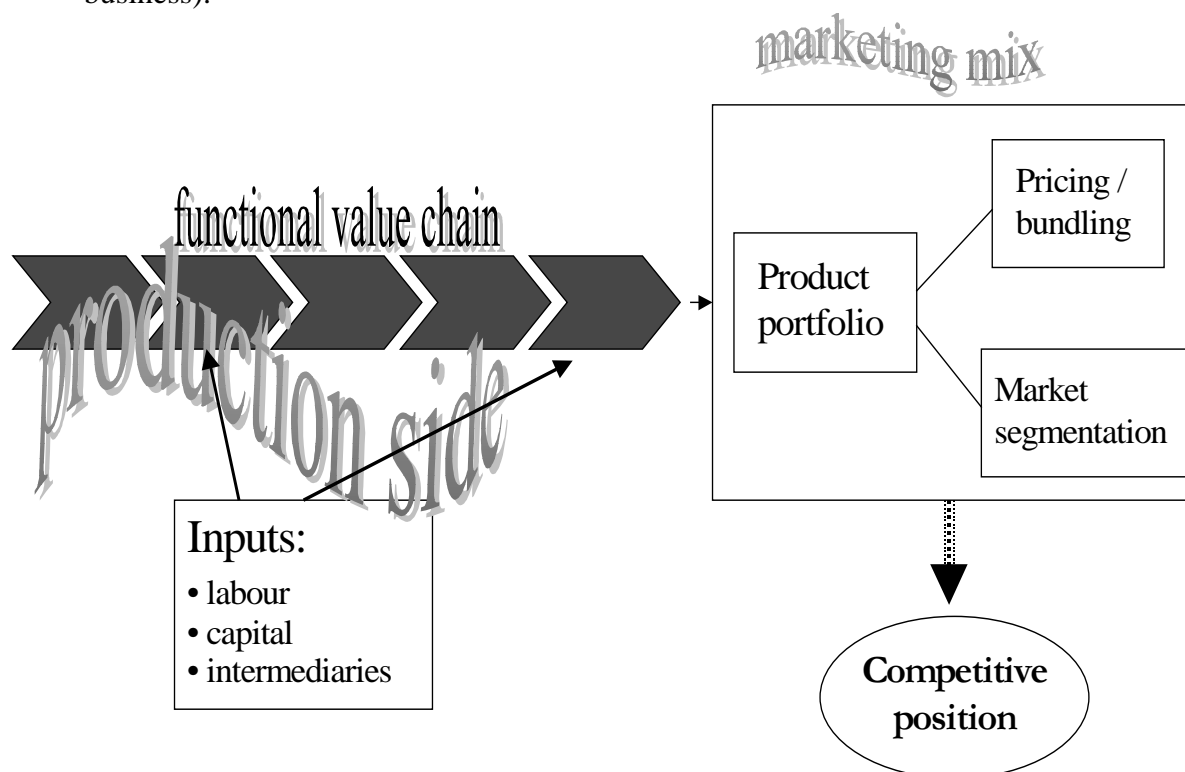 business).
marketing mix
functional value chain
production side
Pricing /
bundling
Product
portfolio
Market
segmentation
Inputs:
• labour
• capital
• intermediaries
Competitive
position